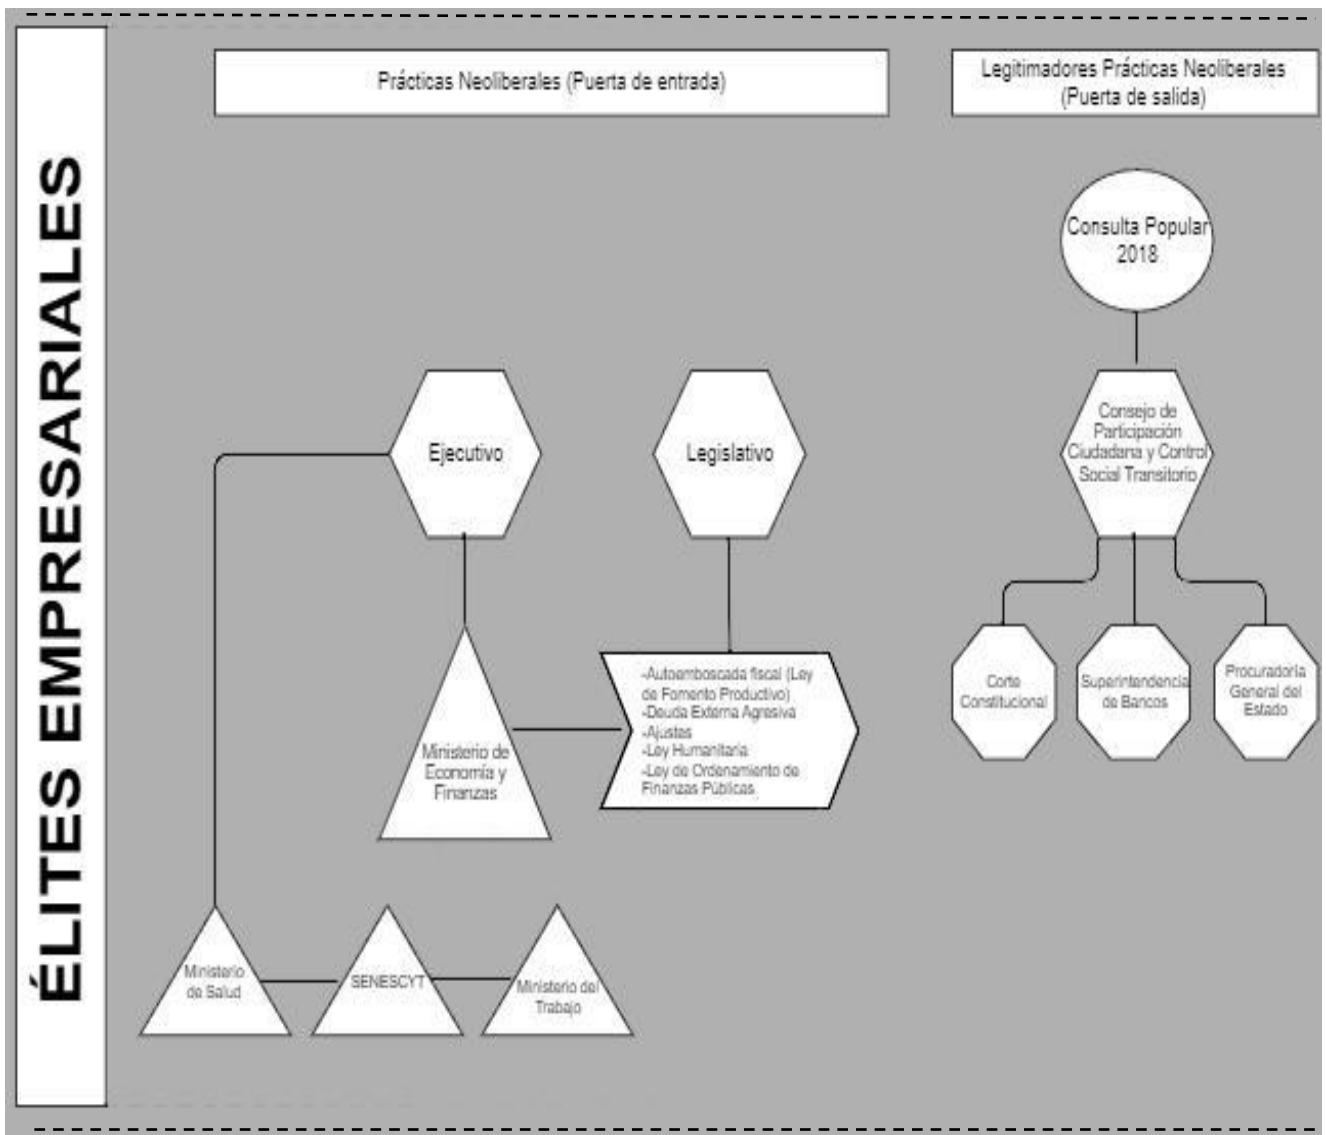 ÉLITES EMPRESARIALES
Prácticas Neoliberales (Puerta de entrada)
Legitimadores Prácticas Neoliberales
(Puerta de salida)
Consulta Popular
2018
Ejecutivo
Legislativo
Consejo de
Participación
Ciudadana y Control
Social Transitorio
Ministerio de
Economía y
Finanzas
-Autoemboscada fiscal (Ley
de Fomento Productivo)
-Deuda Externa Agresiva
-Ajustes
-Ley Humanitaria
-Ley de Ordenamiento de
Finanzas Públicas
Corte
Constitucional
Superintendencia
de Bancos
Procuradoría
General del
Estado
Ministerio
de Salud
SENESCYT
Ministerio del
Trabajo